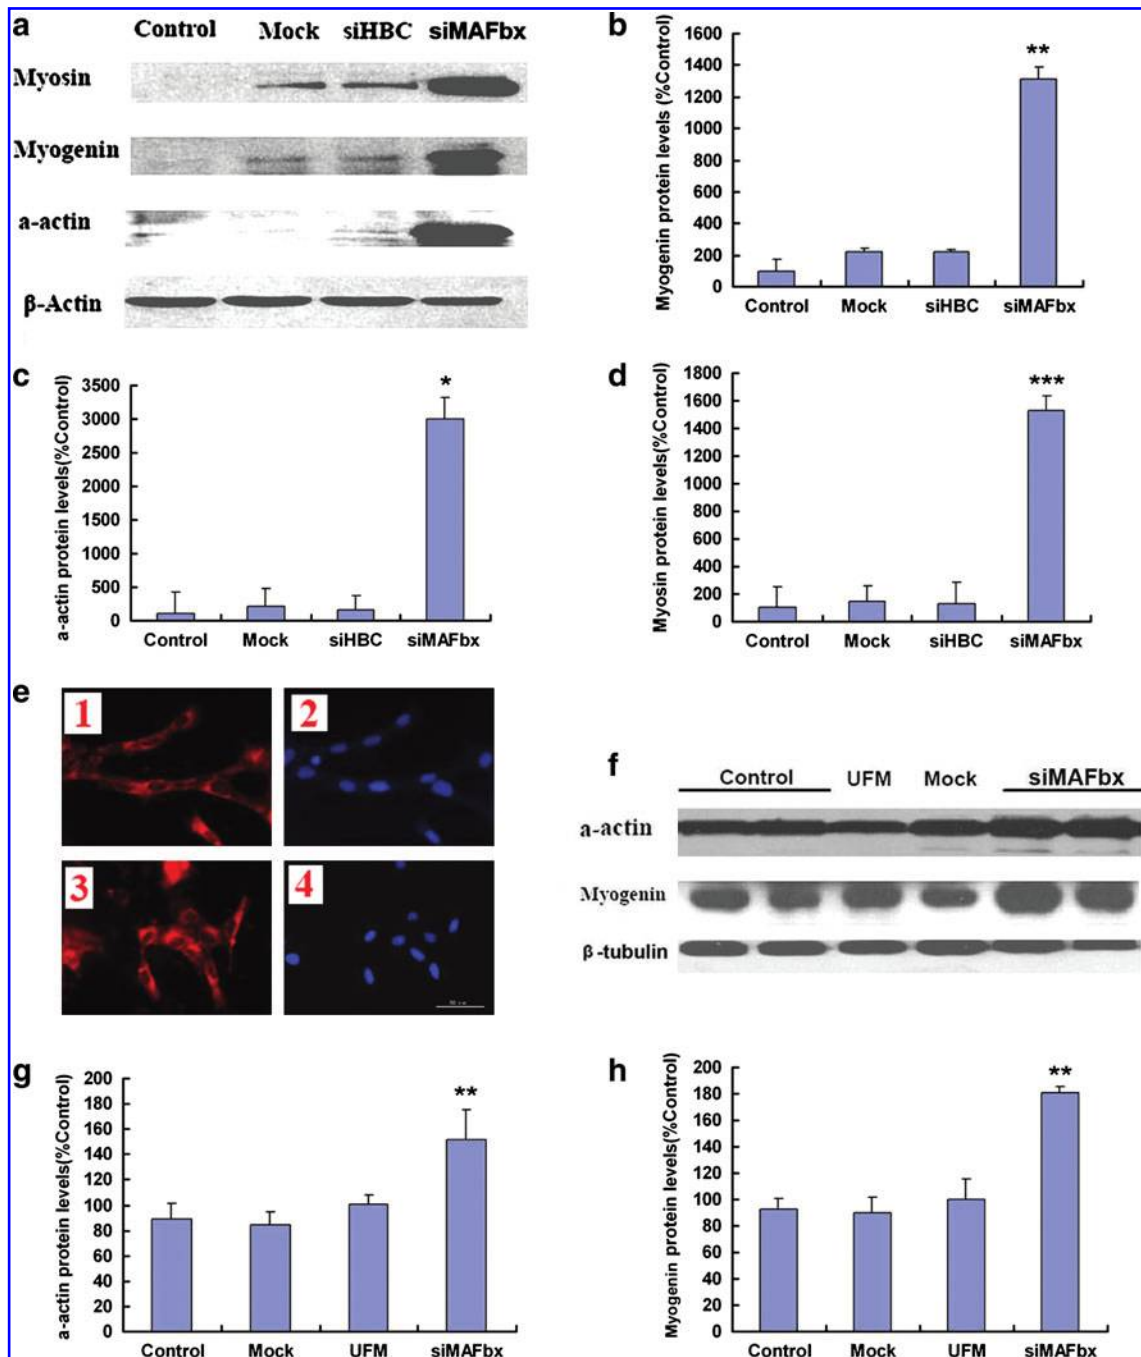 a
Control Mock siHBC siMAFbx
Myosin
Myogenin
a-actin
β-Actin
b
Myogenin protein levels (%Control)
1600
1400
1200
1000
800
600
400
200
0
**
Control Mock siHBC siMAFbx
c
a-actin protein levels(%Control)
3500
3000
2500
2000
1500
1000
500
0
*
Control Mock siHBC siMAFbx
d
Myosin protein levels(%Control)
1800
1600
1400
1200
1000
800
600
400
200
0
***
Control Mock siHBC siMAFbx
e
1
2
3
4
f
Control UFM Mock siMAFbx
a-actin
Myogenin
β-tubulin
g
a-actin protein levels(%Control)
200
180
160
140
120
100
80
60
40
20
0
**
Control Mock UFM siMAFbx
h
Myogenin protein levels(%Control)
200
180
160
140
120
100
80
60
40
20
0
**
Control Mock UFM siMAFbx